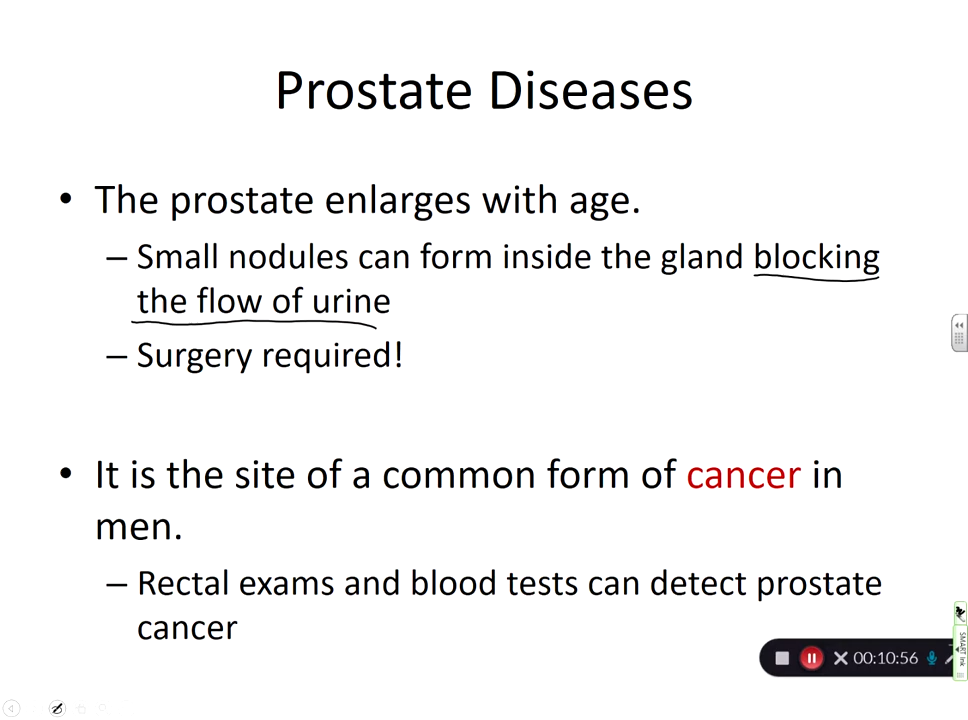 Prostate Diseases
• The prostate enlarges with age.
– Small nodules can form inside the gland blocking
the flow of urine
– Surgery required!
• It is the site of a common form of cancer in
men.
– Rectal exams and blood tests can detect prostate
cancer
00:10:56
SMART Ink